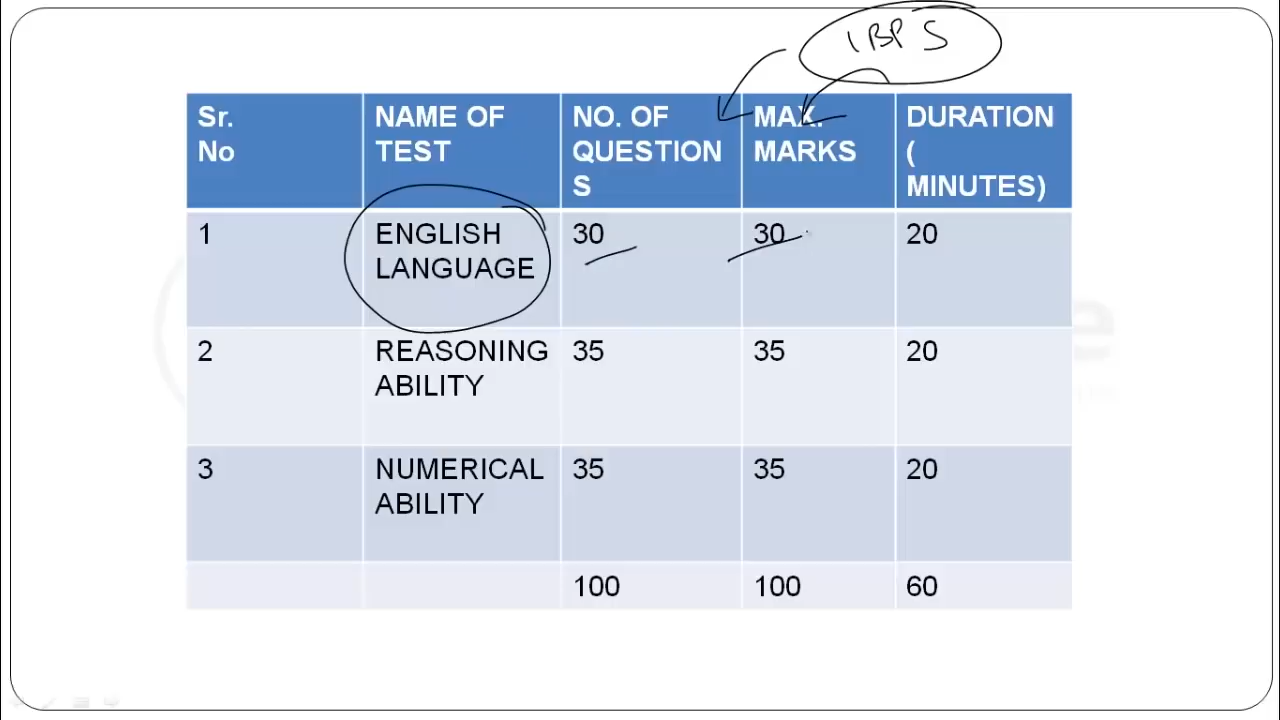 IBPS
Sr. No
NAME OF TEST
NO. OF QUESTIONS
MAX. MARKS
DURATION ( MINUTES)
1 ENGLISH LANGUAGE 30 30 20
2 REASONING ABILITY 35 35 20
3 NUMERICAL ABILITY 35 35 20
100 100 60